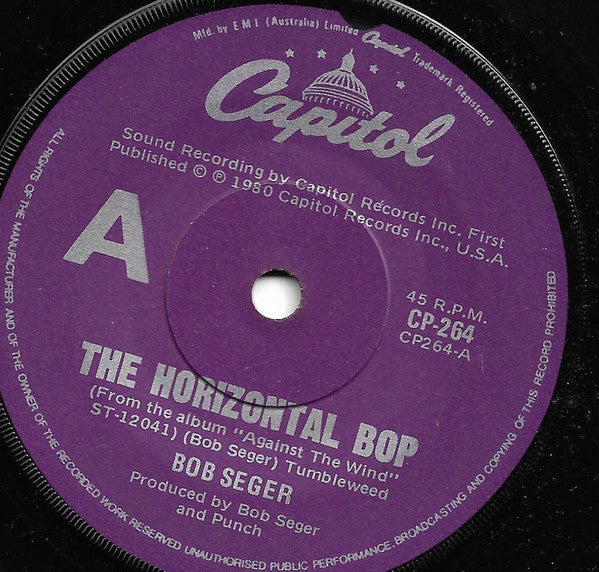 Mfd. by E M I (Australia) Limited Capitol Trademark Registered
Capitol
Sound Recording by Capitol Records Inc. First
Published © ℗ 1980 Capitol Records Inc., U.S.A.
A
45 R.P.M.
CP-264
CP264-A
THE HORIZONTAL BOP
(From the album "Against The Wind"
ST-12041) (Bob Seger) Tumbleweed
BOB SEGER
Produced by Bob Seger
and Punch
ALL RIGHTS OF THE MANUFACTURER AND OF THE OWNER OF THE RECORDED WORK RESERVED UNAUTHORISED PUBLIC PERFORMANCE, BROADCASTING AND COPYING OF THIS RECORD PROHIBITED